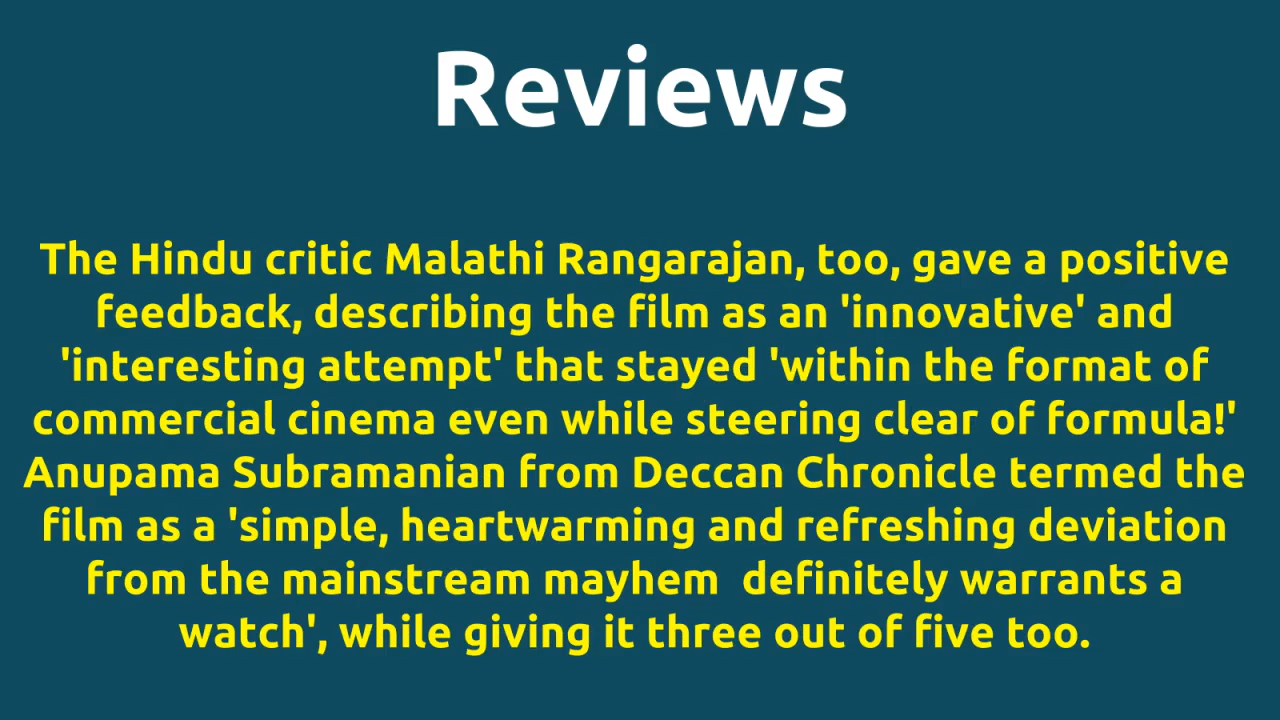 Reviews
The Hindu critic Malathi Rangarajan, too, gave a positive
feedback, describing the film as an 'innovative' and
'interesting attempt' that stayed 'within the format of
commercial cinema even while steering clear of formula!'
Anupama Subramanian from Deccan Chronicle termed the
film as a 'simple, heartwarming and refreshing deviation
from the mainstream mayhem  definitely warrants a
watch', while giving it three out of five too.